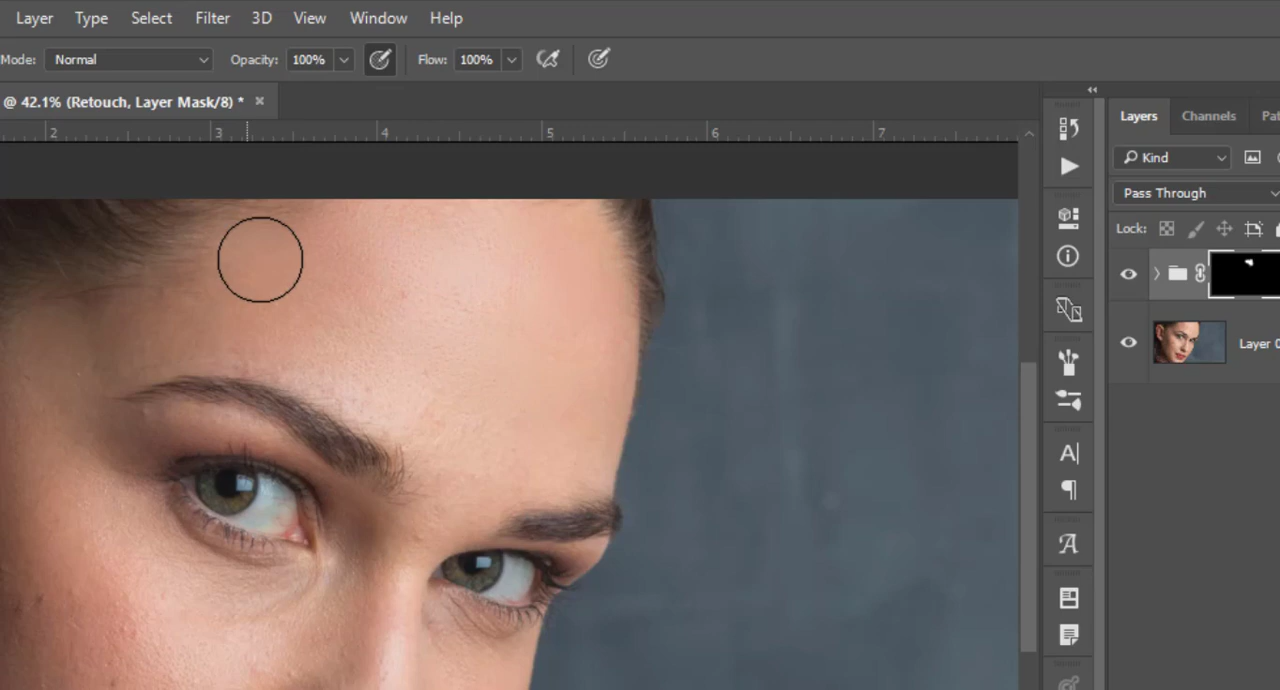 Layer Type Select Filter 3D View Window Help
Mode: Normal Opacity: 100% Flow: 100%
@ 42.1% (Retouch, Layer Mask/8) * ×
2 3 4 5 6 7
Layers Channels
Kind
Pass Through
Lock:
Layer